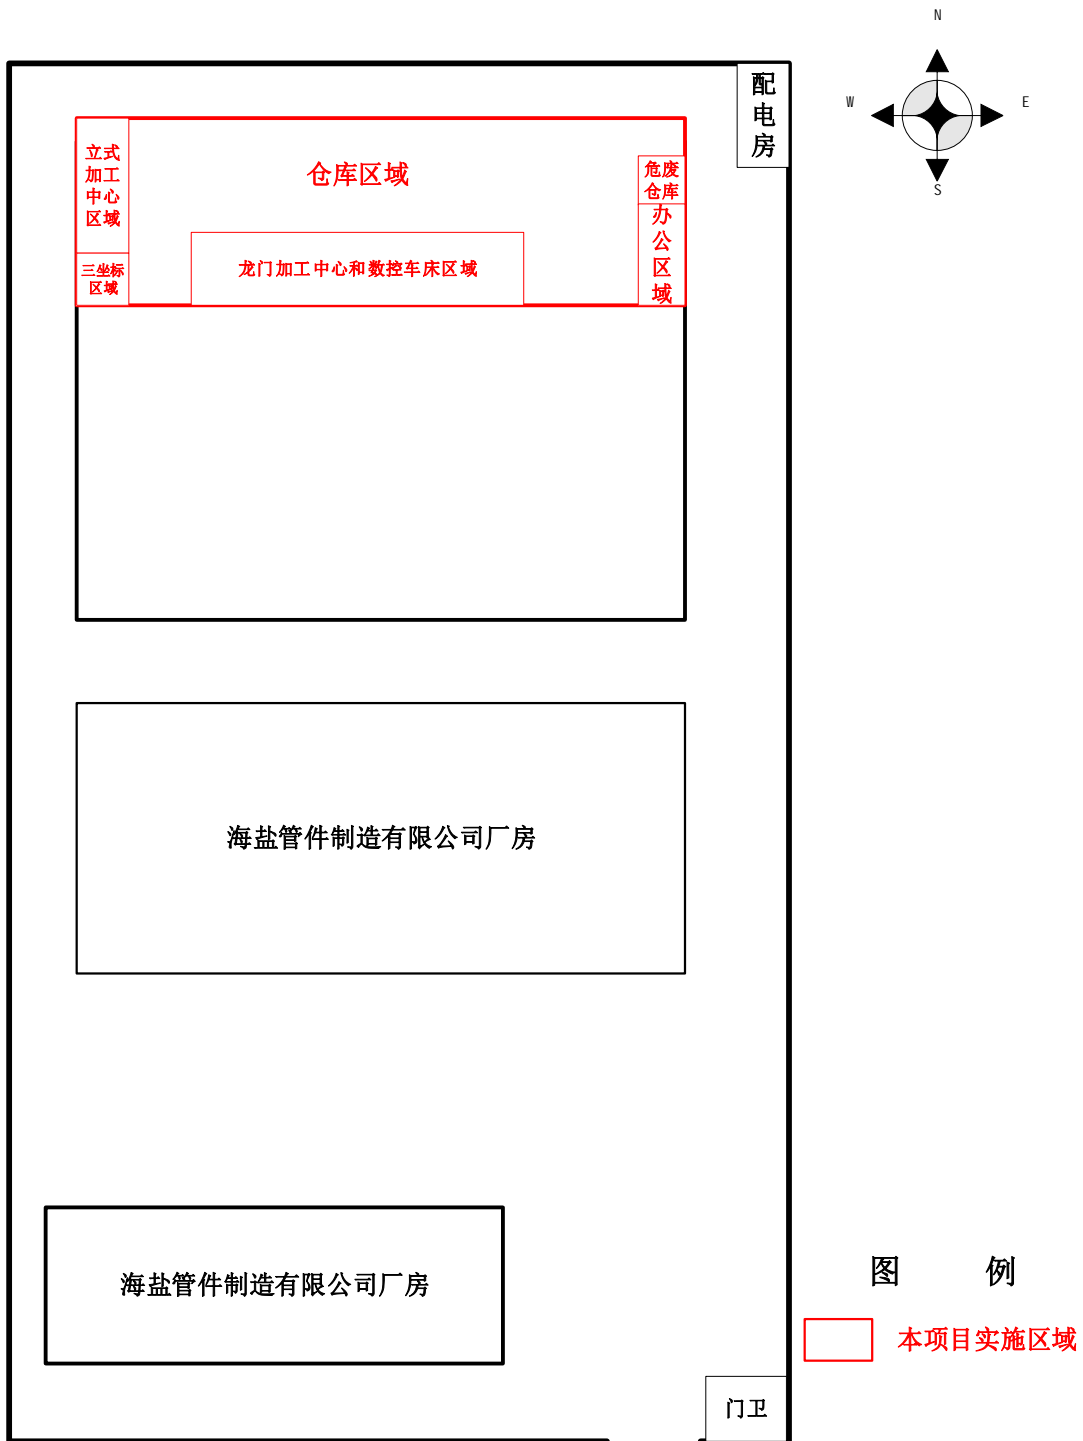 N
W
E
S
配
电
房
立式
加工
中心
区域
仓库区域
危废
仓库
办
公
区
域
三坐标
区域
龙门加工中心和数控车床区域
海盐管件制造有限公司厂房
海盐管件制造有限公司厂房
图 例
本项目实施区域
门卫